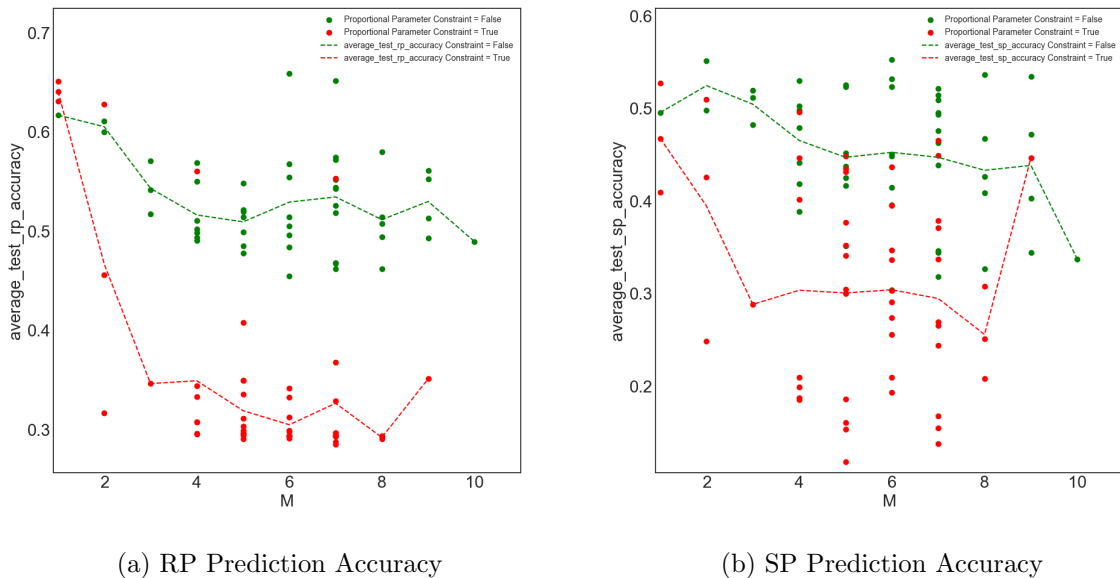 Proportional Parameter Constraint = False
Proportional Parameter Constraint = True
average_test_rp_accuracy Constraint = False
average_test_rp_accuracy Constraint = True
0.7
0.6
0.5
0.4
0.3
average_test_rp_accuracy
2 4 6 8 10
M
(a) RP Prediction Accuracy
Proportional Parameter Constraint = False
Proportional Parameter Constraint = True
average_test_sp_accuracy Constraint = False
average_test_sp_accuracy Constraint = True
0.6
0.5
0.4
0.3
0.2
average_test_sp_accuracy
2 4 6 8 10
M
(b) SP Prediction Accuracy